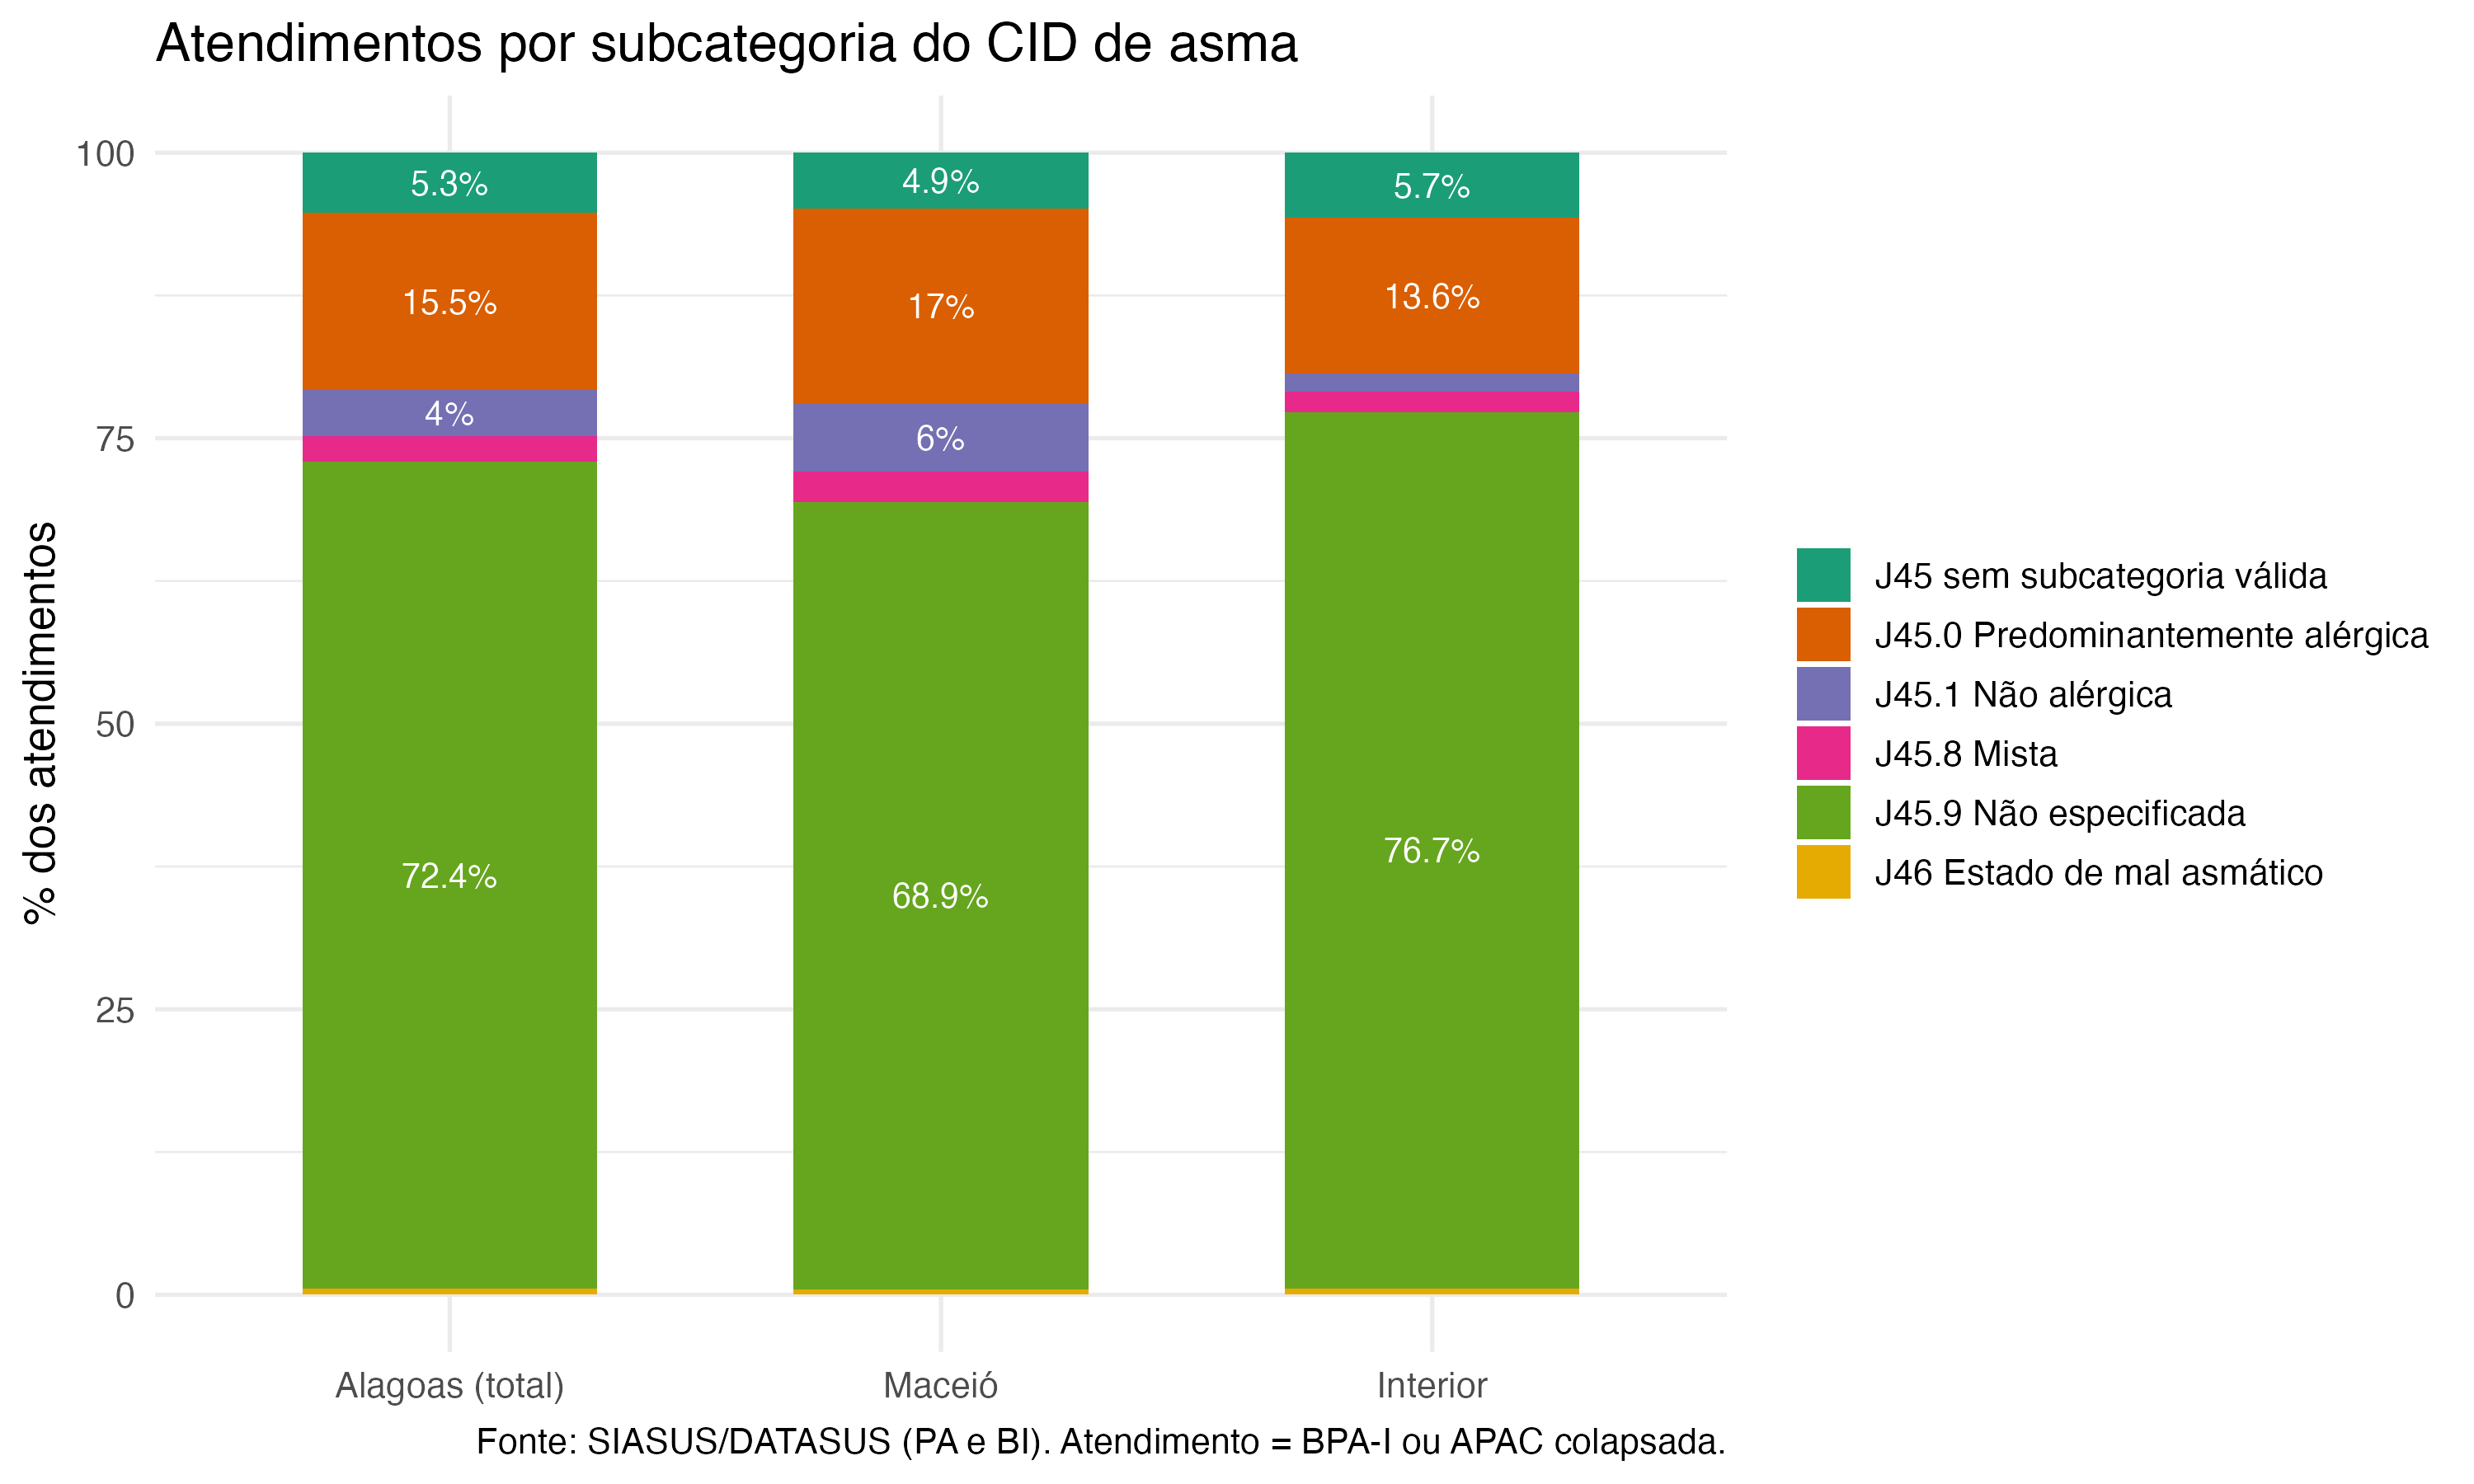 Atendimentos por subcategoria do CID de asma
% dos atendimentos
100
75
50
25
0
5.3%
15.5%
4%
72.4%
4.9%
17%
6%
68.9%
5.7%
13.6%
76.7%
Alagoas (total)
Maceió
Interior
J45 sem subcategoria válida
J45.0 Predominantemente alérgica
J45.1 Não alérgica
J45.8 Mista
J45.9 Não especificada
J46 Estado de mal asmático
Fonte: SIASUS/DATASUS (PA e BI). Atendimento = BPA-I ou APAC colapsada.